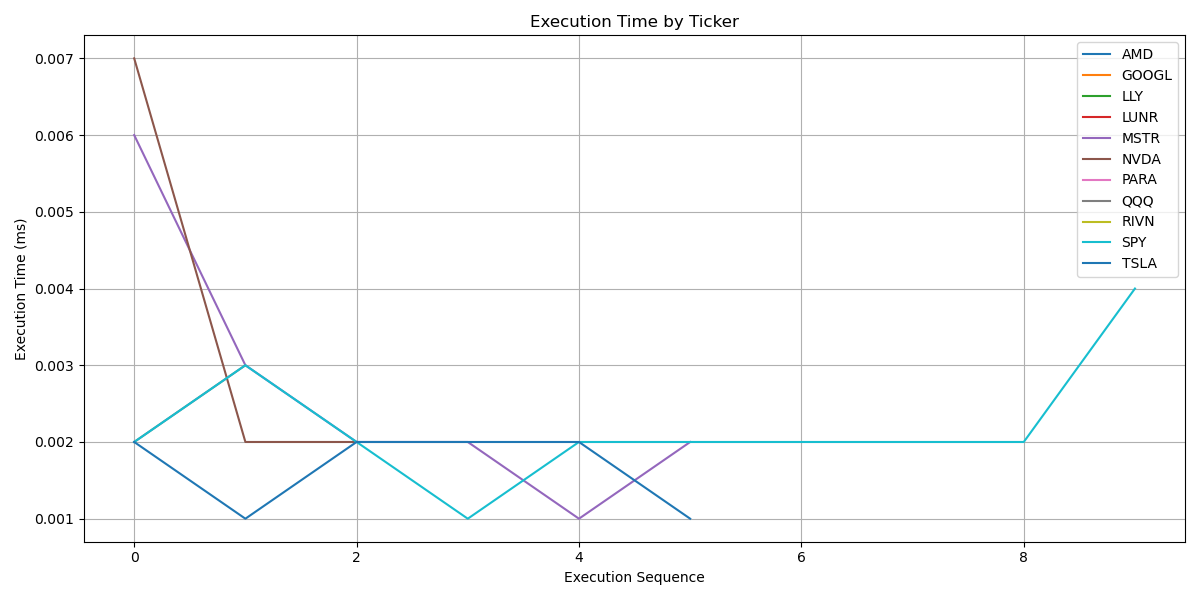 Execution Time by Ticker
Execution Time (ms)
0.007
0.006
0.005
0.004
0.003
0.002
0.001
0
2
4
6
8
Execution Sequence
AMD
GOOGL
LLY
LUNR
MSTR
NVDA
PARA
QQQ
RIVN
SPY
TSLA